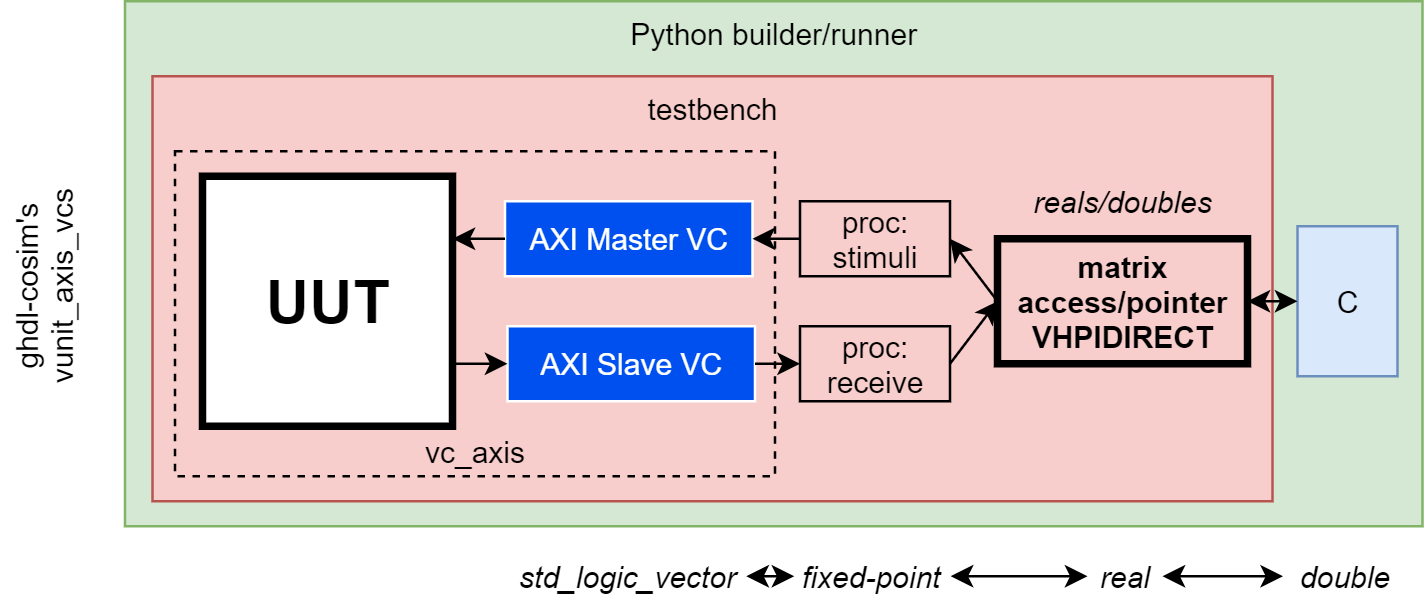 Python builder/runner
testbench
ghdl-cosim's
vunit_axis_vcs
UUT
AXI Master VC
AXI Slave VC
vc_axis
proc:
stimuli
proc:
receive
reals/doubles
matrix
access/pointer
VHPIDIRECT
C
std_logic_vector fixed-point real double